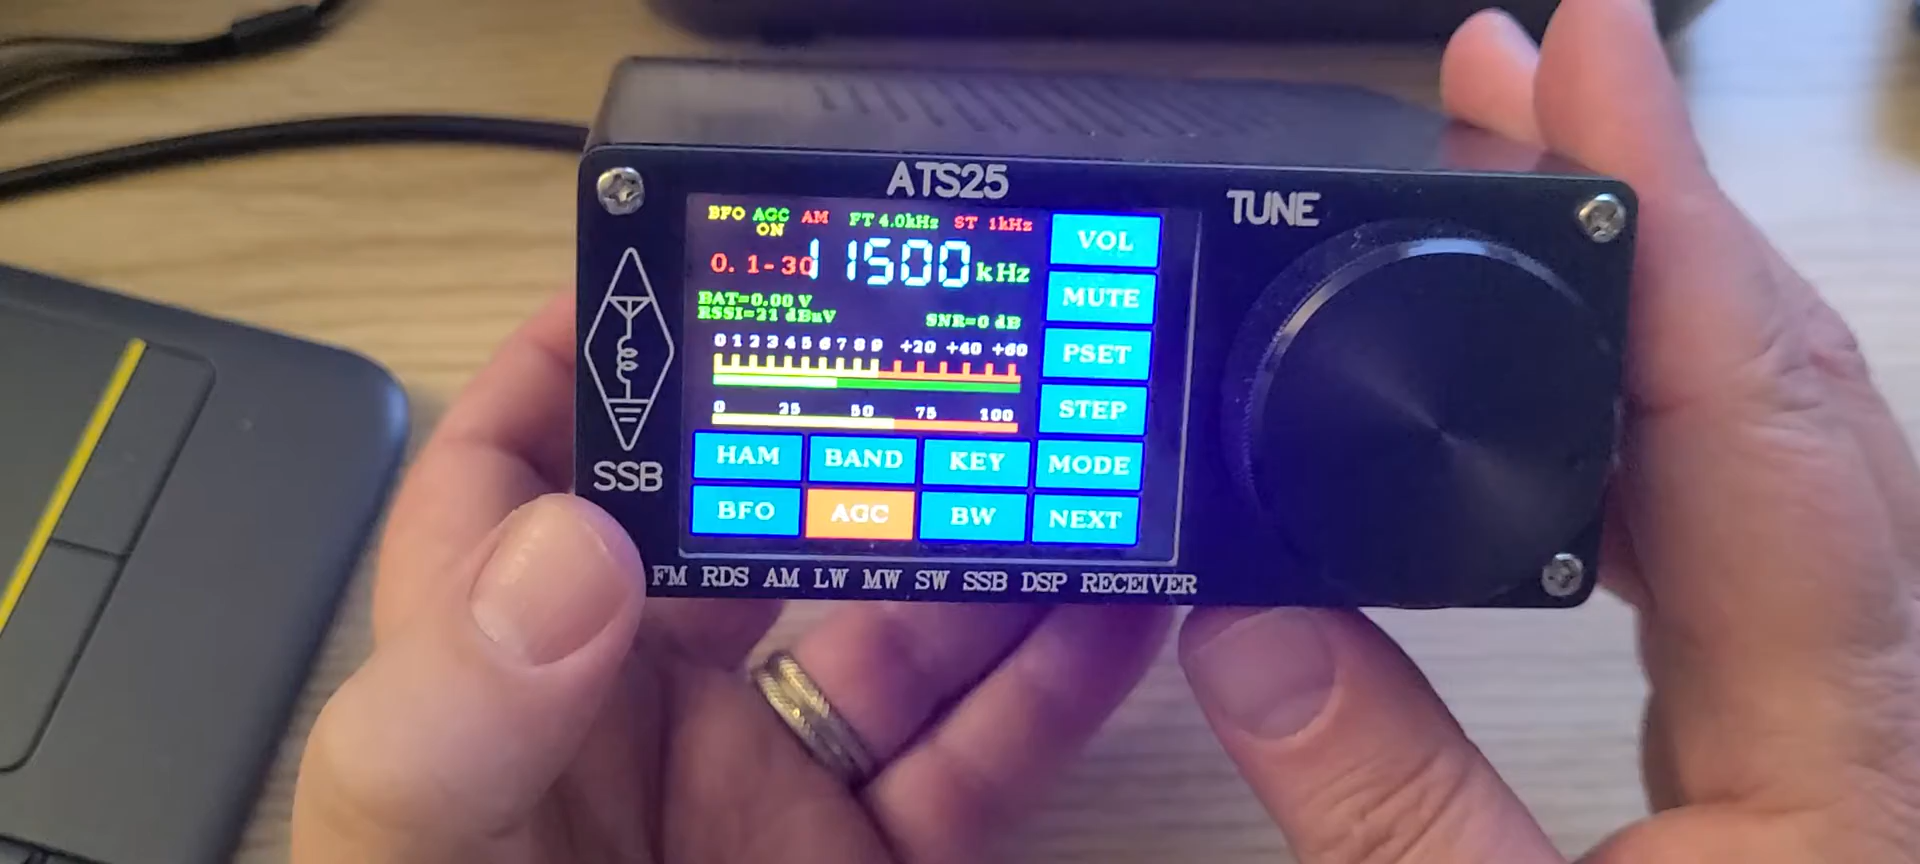 ATS25
TUNE
BFO AGC AM FT 4.0kHz ST 1kHz
ON
0.1-30 11500 kHz
BAT=0.00 V
RSSI=21 dBuV SNR=0 dB
0 1 2 3 4 5 6 7 8 9 +20 +40 +60
0 25 50 75 100
VOL
MUTE
PSET
STEP
HAM BAND KEY MODE
BFO AGC BW NEXT
SSB
FM RDS AM LW MW SW SSB DSP RECEIVER